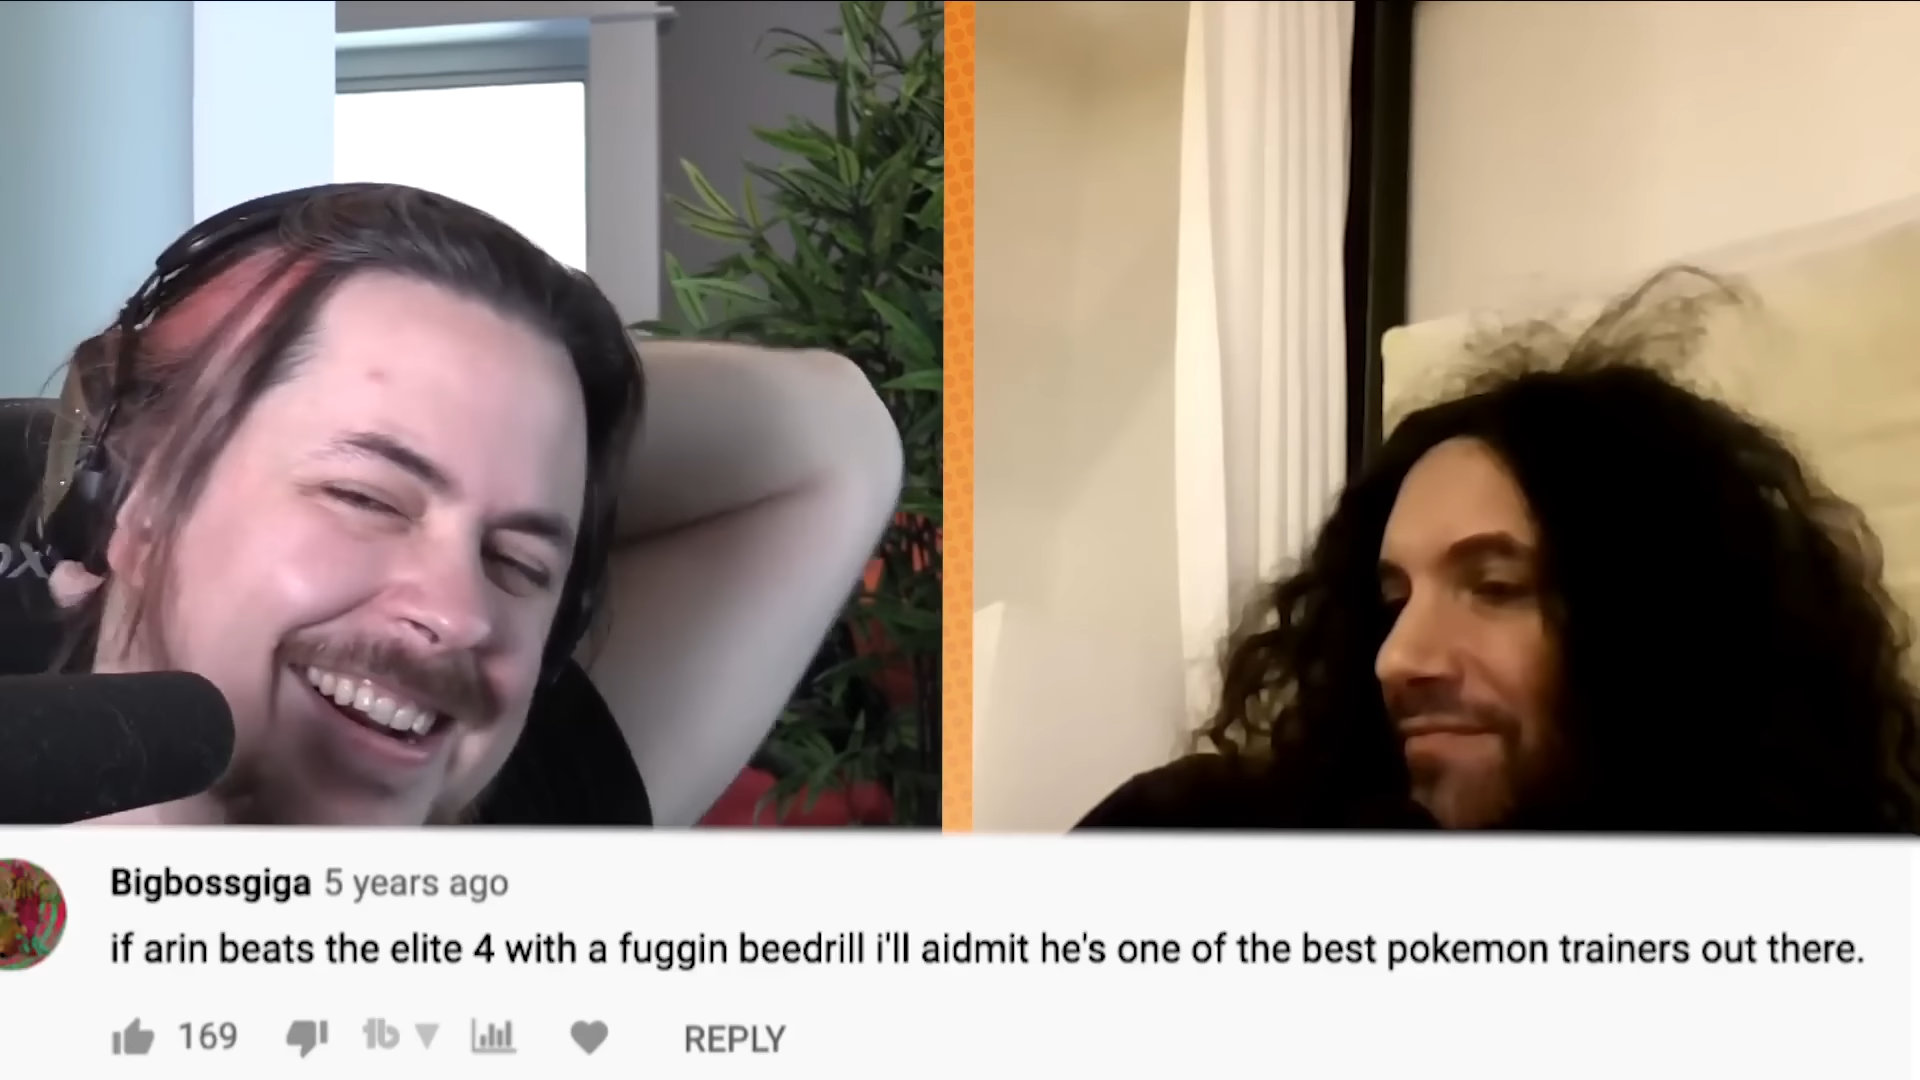 ox
Bigbossgiga 5 years ago
if arin beats the elite 4 with a fuggin beedrill i'll aidmit he's one of the best pokemon trainers out there.
169
REPLY